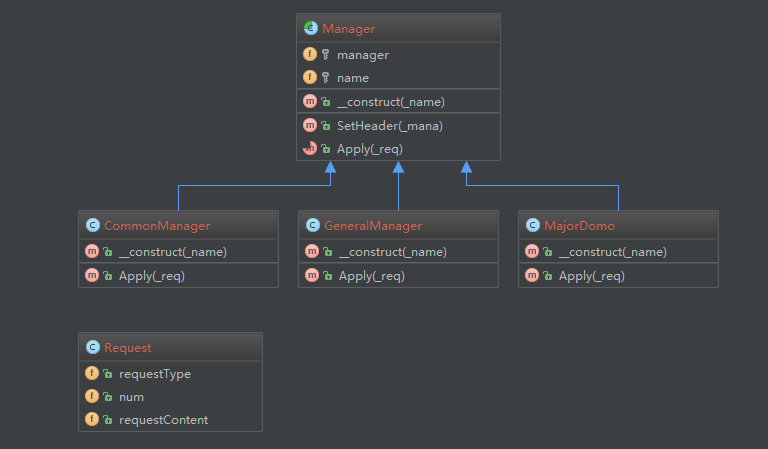 Manager
manager
name
__construct(_name)
SetHeader(_mana)
Apply(_req)
CommonManager
__construct(_name)
Apply(_req)
GeneralManager
__construct(_name)
Apply(_req)
MajorDomo
__construct(_name)
Apply(_req)
Request
requestType
num
requestContent